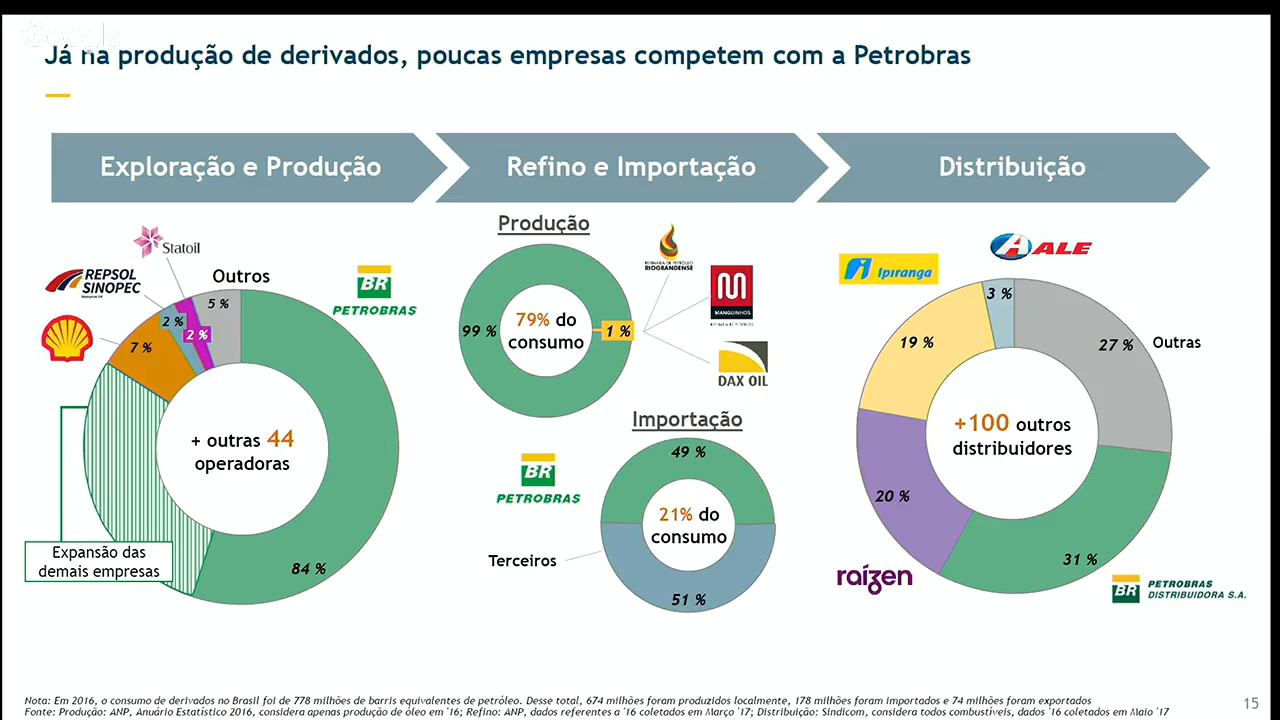 Google
Já na produção de derivados, poucas empresas competem com a Petrobras
Exploração e Produção
Refino e Importação
Distribuição
Statoil
REPSOL
SINOPEC
Outros
BR
PETROBRAS
5 %
2 %
2 %
7 %
+ outras 44
operadoras
84 %
Expansão das
demais empresas
Produção
99 %
79% do
consumo
1 %
REFINARIA DE PETRÓLEO
RIOGRANDENSE
MANGUINHOS
DAX OIL
Importação
49 %
BR
PETROBRAS
21% do
consumo
Terceiros
51 %
ALE
Ipiranga
3 %
19 %
27 %
Outras
+100 outros
distribuidores
20 %
31 %
raízen
BR
PETROBRAS
DISTRIBUIDORA S.A.
Nota: Em 2016, o consumo de derivados no Brasil foi de 778 milhões de barris equivalentes de petróleo. Desse total, 674 milhões foram produzidos localmente, 178 milhões foram importados e 74 milhões foram exportados
Fonte: Produção: ANP, Anuário Estatístico 2016, considera apenas produção de óleo em '16; Refino: ANP, dados referentes a '16 coletados em Março '17; Distribuição: Sindicom, considera todos combustíveis, dados '16 coletados em Maio '17
15